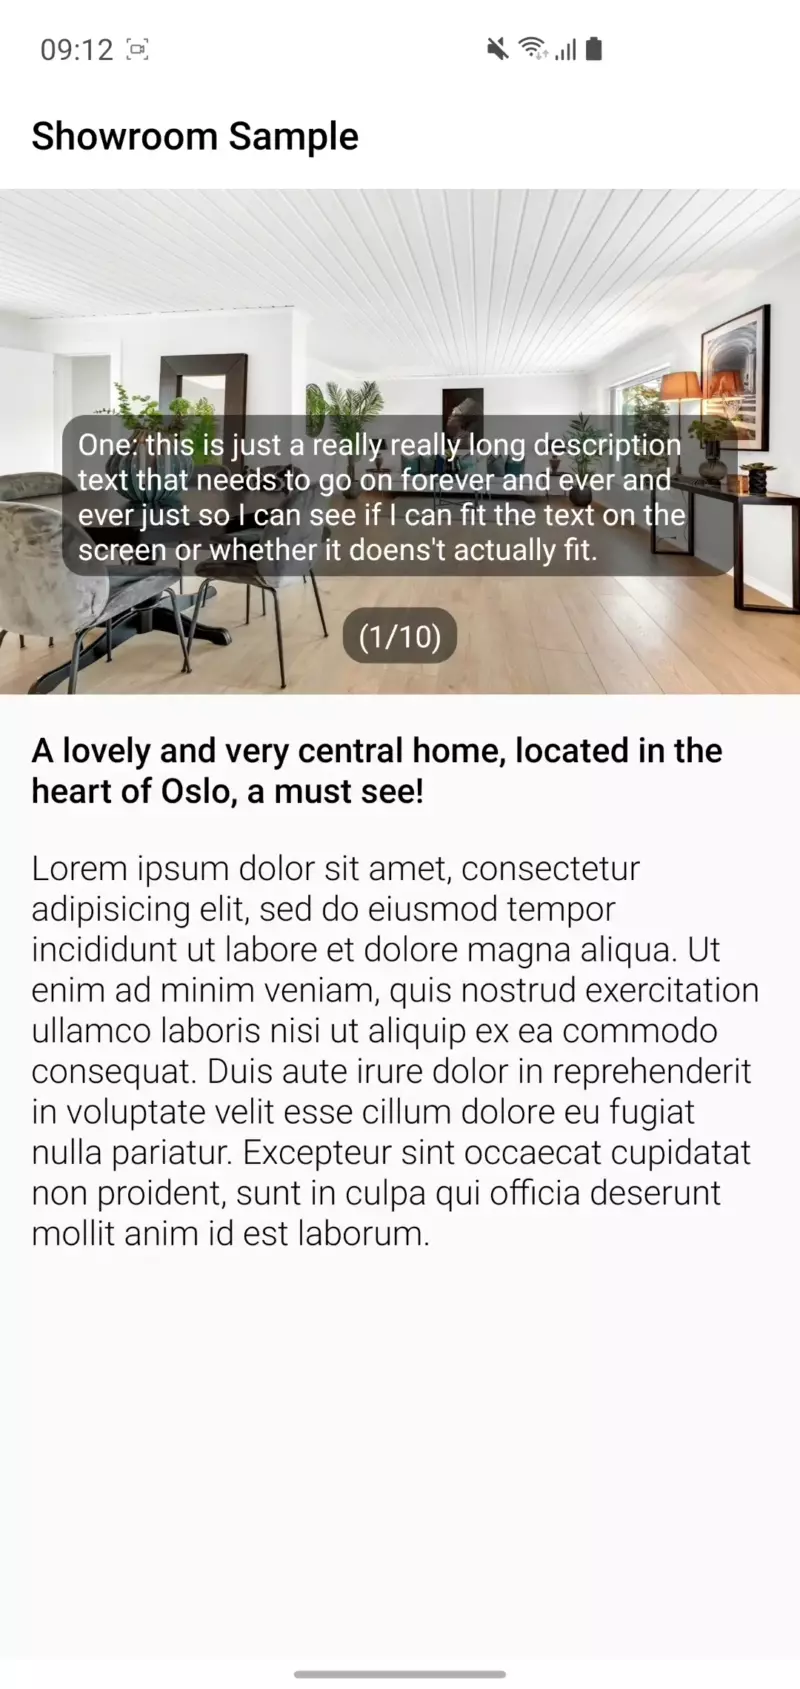 09:12
Showroom Sample
One: this is just a really really long description
text that needs to go on forever and ever and
ever just so I can see if I can fit the text on the
screen or whether it doens't actually fit.
(1/10)
A lovely and very central home, located in the
heart of Oslo, a must see!
Lorem ipsum dolor sit amet, consectetur
adipisicing elit, sed do eiusmod tempor
incididunt ut labore et dolore magna aliqua. Ut
enim ad minim veniam, quis nostrud exercitation
ullamco laboris nisi ut aliquip ex ea commodo
consequat. Duis aute irure dolor in reprehenderit
in voluptate velit esse cillum dolore eu fugiat
nulla pariatur. Excepteur sint occaecat cupidatat
non proident, sunt in culpa qui officia deserunt
mollit anim id est laborum.